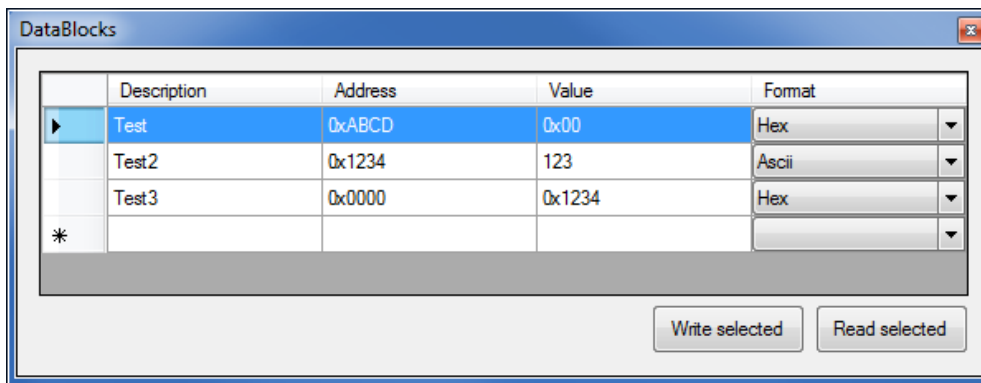 DataBlocks
Description Address Value Format
Test 0xABCD 0x00 Hex
Test2 0x1234 123 Ascii
Test3 0x0000 0x1234 Hex
Write selected Read selected